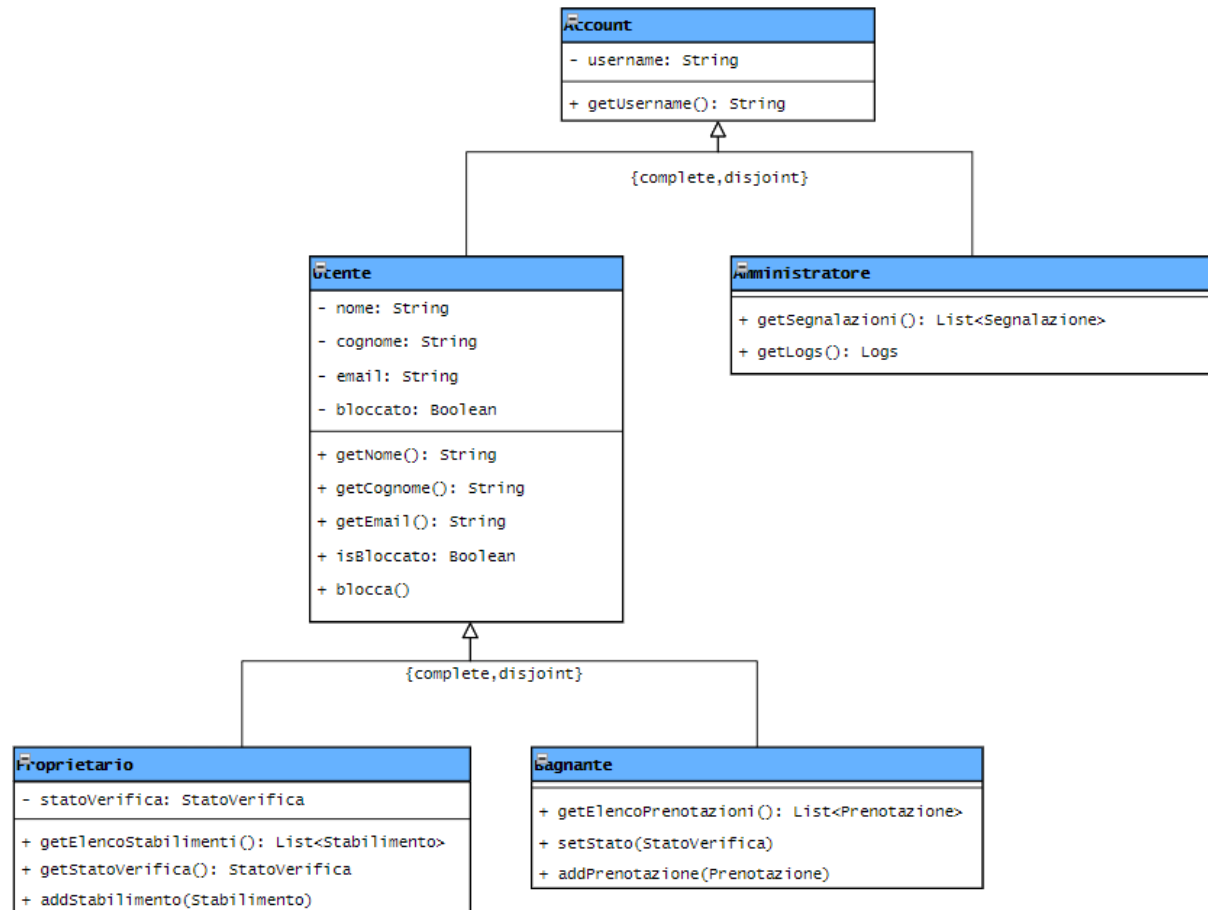 Account
- username: String
+ getUsername(): String
{complete,disjoint}
Utente
- nome: String
- cognome: String
- email: String
- bloccato: Boolean
+ getNome(): String
+ getCognome(): String
+ getEmail(): String
+ isBloccato: Boolean
+ blocca()
Amministratore
+ getSegnalazioni(): List<Segnalazione>
+ getLogs(): Logs
{complete,disjoint}
Proprietario
- statoVerifica: StatoVerifica
+ getElencoStabilimenti(): List<Stabilimento>
+ getStatoVerifica(): StatoVerifica
+ addStabilimento(Stabilimento)
Bagnante
+ getElencoPrenotazioni(): List<Prenotazione>
+ setStato(StatoVerifica)
+ addPrenotazione(Prenotazione)